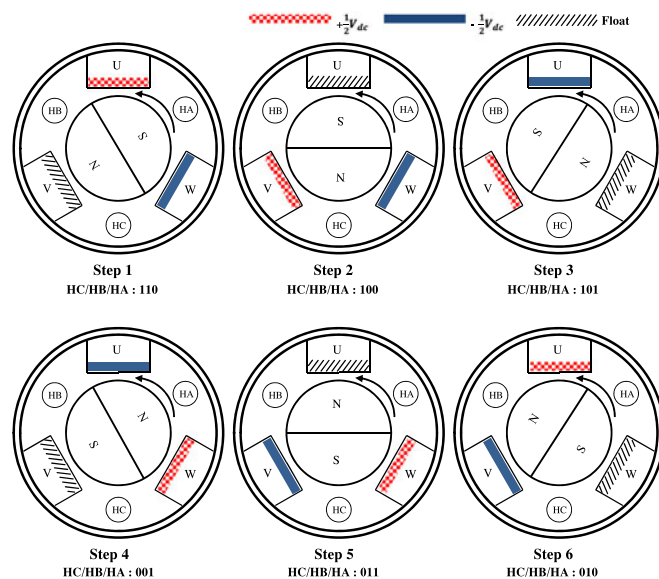 +½V_dc -½V_dc Float
U U U
HB HA HB HA HB HA
S N S N S N
V W V W V W
HC HC HC
Step 1 Step 2 Step 3
HC/HB/HA : 110 HC/HB/HA : 100 HC/HB/HA : 101
U U U
HB HA HB HA HB HA
N S N S N S
V W V W V W
HC HC HC
Step 4 Step 5 Step 6
HC/HB/HA : 001 HC/HB/HA : 011 HC/HB/HA : 010